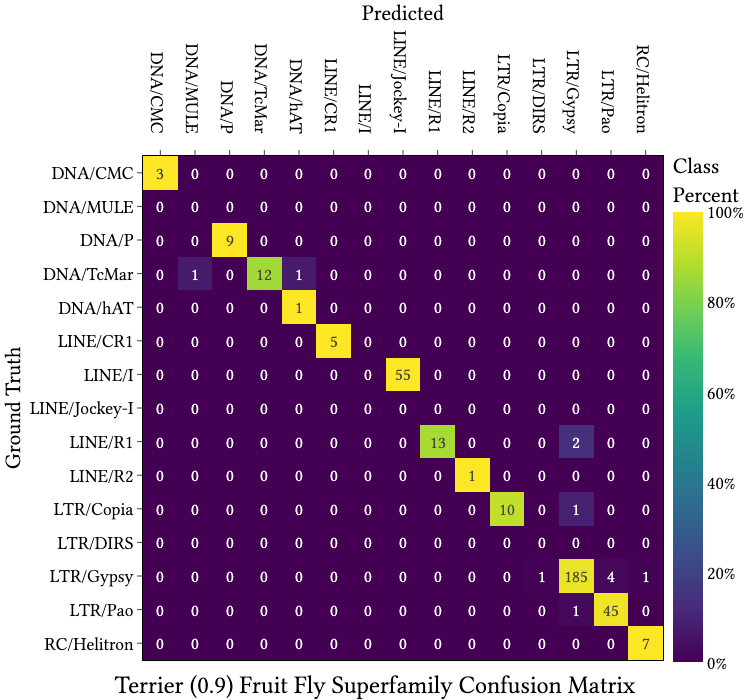 Predicted
DNA/CMC DNA/MULE DNA/P DNA/TcMar DNA/hAT LINE/CR1 LINE/I LINE/Jockey-I LINE/R1 LINE/R2 LTR/Copia LTR/DIRS LTR/Gypsy LTR/Pao RC/Helitron
Ground Truth
DNA/CMC 3 0 0 0 0 0 0 0 0 0 0 0 0 0 0
DNA/MULE 0 0 0 0 0 0 0 0 0 0 0 0 0 0 0
DNA/P 0 0 9 0 0 0 0 0 0 0 0 0 0 0 0
DNA/TcMar 0 1 0 12 1 0 0 0 0 0 0 0 0 0 0
DNA/hAT 0 0 0 0 1 0 0 0 0 0 0 0 0 0 0
LINE/CR1 0 0 0 0 0 5 0 0 0 0 0 0 0 0 0
LINE/I 0 0 0 0 0 0 0 55 0 0 0 0 0 0 0
LINE/Jockey-I 0 0 0 0 0 0 0 0 0 0 0 0 0 0 0
LINE/R1 0 0 0 0 0 0 0 0 13 0 0 0 2 0 0
LINE/R2 0 0 0 0 0 0 0 0 0 1 0 0 0 0 0
LTR/Copia 0 0 0 0 0 0 0 0 0 0 10 0 1 0 0
LTR/DIRS 0 0 0 0 0 0 0 0 0 0 0 0 0 0 0
LTR/Gypsy 0 0 0 0 0 0 0 0 0 0 0 1 185 4 1
LTR/Pao 0 0 0 0 0 0 0 0 0 0 0 0 1 45 0
RC/Helitron 0 0 0 0 0 0 0 0 0 0 0 0 0 0 7
Class
Percent
100%
80%
60%
40%
20%
0%
Terrier (0.9) Fruit Fly Superfamily Confusion Matrix